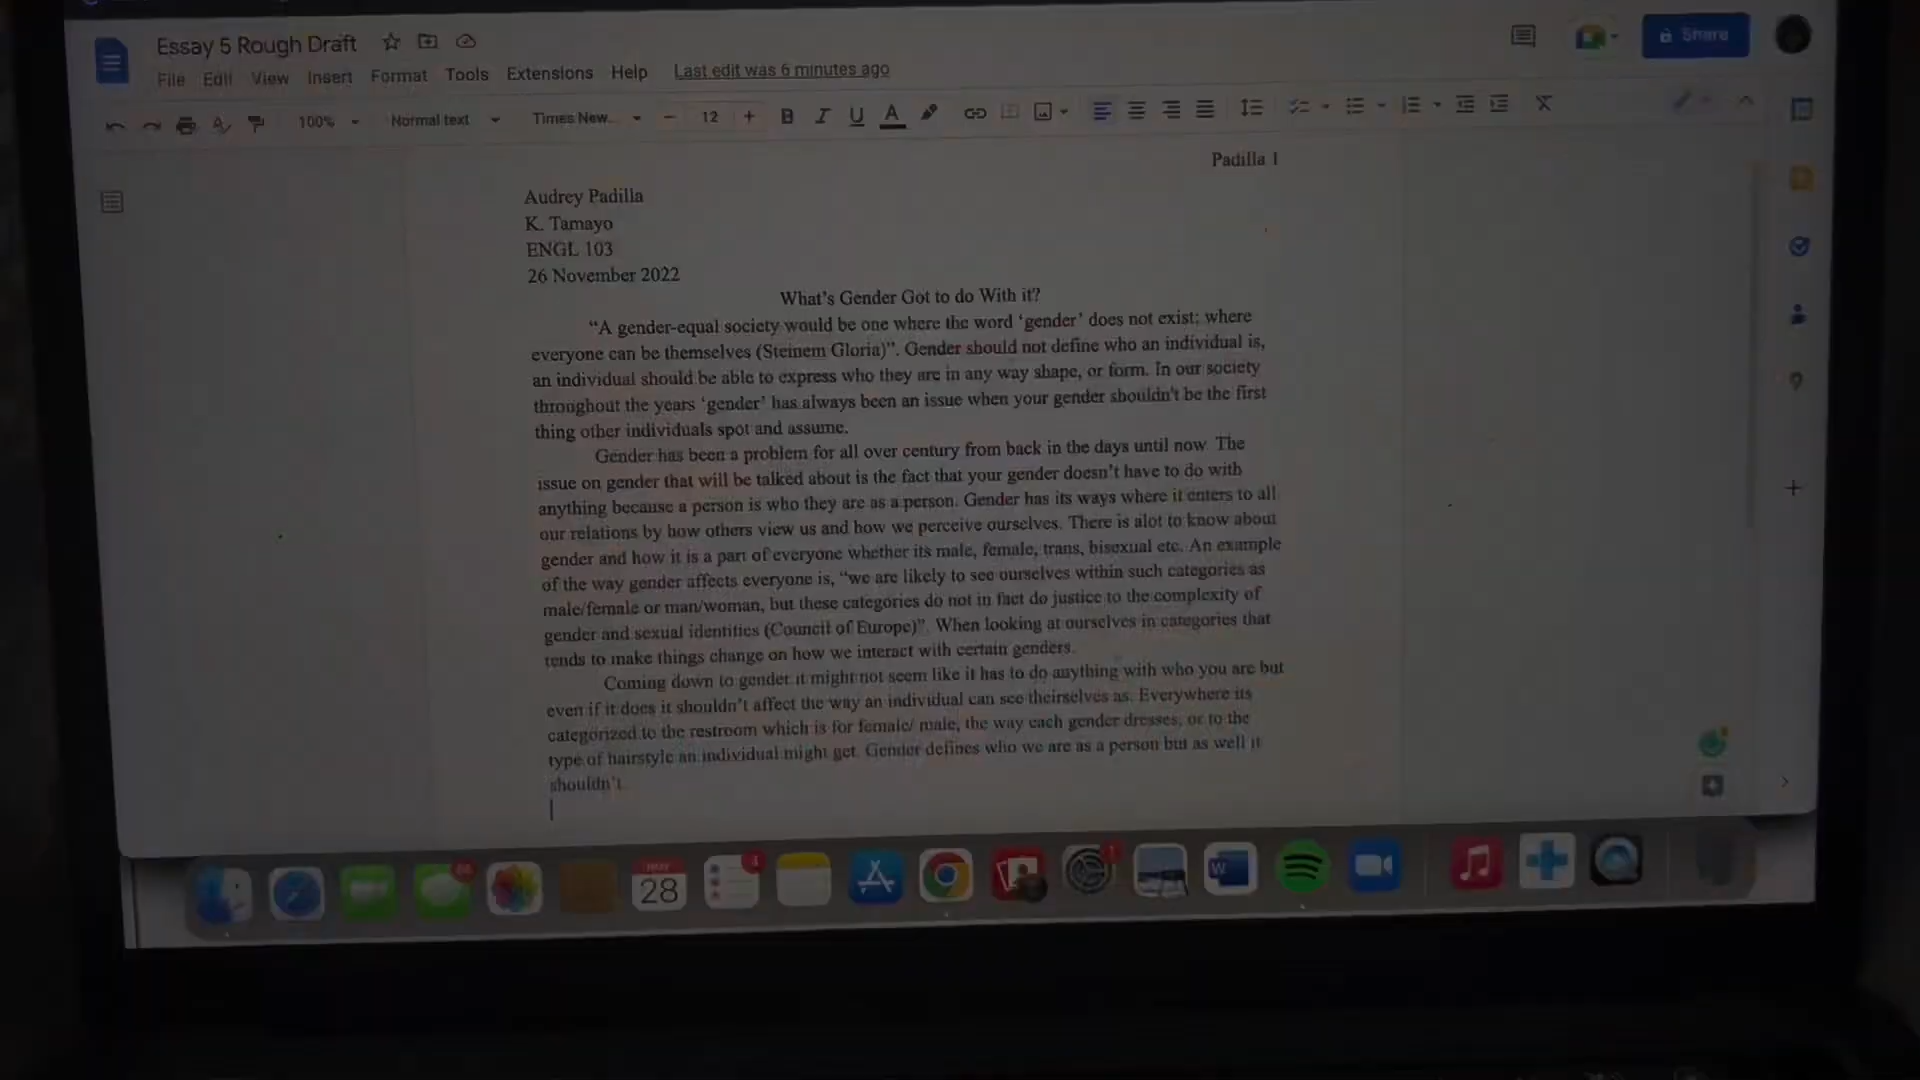 Essay 5 Rough Draft
Share
File Edit View Insert Format Tools Extensions Help Last edit was 6 minutes ago
100% Normal text Times New... 12 B I U A
Padilla 1
Audrey Padilla
K. Tamayo
ENGL 103
26 November 2022
What's Gender Got to do With it?
“A gender-equal society would be one where the word ‘gender’ does not exist; where
everyone can be themselves (Steinem Gloria)”. Gender should not define who an individual is,
an individual should be able to express who they are in any way shape, or form. In our society
throughout the years ‘gender’ has always been an issue when your gender shouldn't be the first
thing other individuals spot and assume.
Gender has been a problem for all over century from back in the days until now. The
issue on gender that will be talked about is the fact that your gender doesn't have to do with
anything because a person is who they are as a person. Gender has its ways where it enters to all
our relations by how others view us and how we perceive ourselves. There is alot to know about
gender and how it is a part of everyone whether its male, female, trans, bisexual etc. An example
of the way gender affects everyone is, “we are likely to see ourselves within such categories as
male/female or man/woman, but these categories do not in fact do justice to the complexity of
gender and sexual identities (Council of Europe)”. When looking at ourselves in categories that
tends to make things change on how we interact with certain genders.
Coming down to gender it might not seem like it has to do anything with who you are but
even if it does it shouldn't affect the way an individual can see theirselves as. Everywhere its
categorized to the restroom which is for female/ male, the way each gender dresses, or to the
type of hairstyle an individual might get. Gender defines who we are as a person but as well it
shouldn't.
28
W